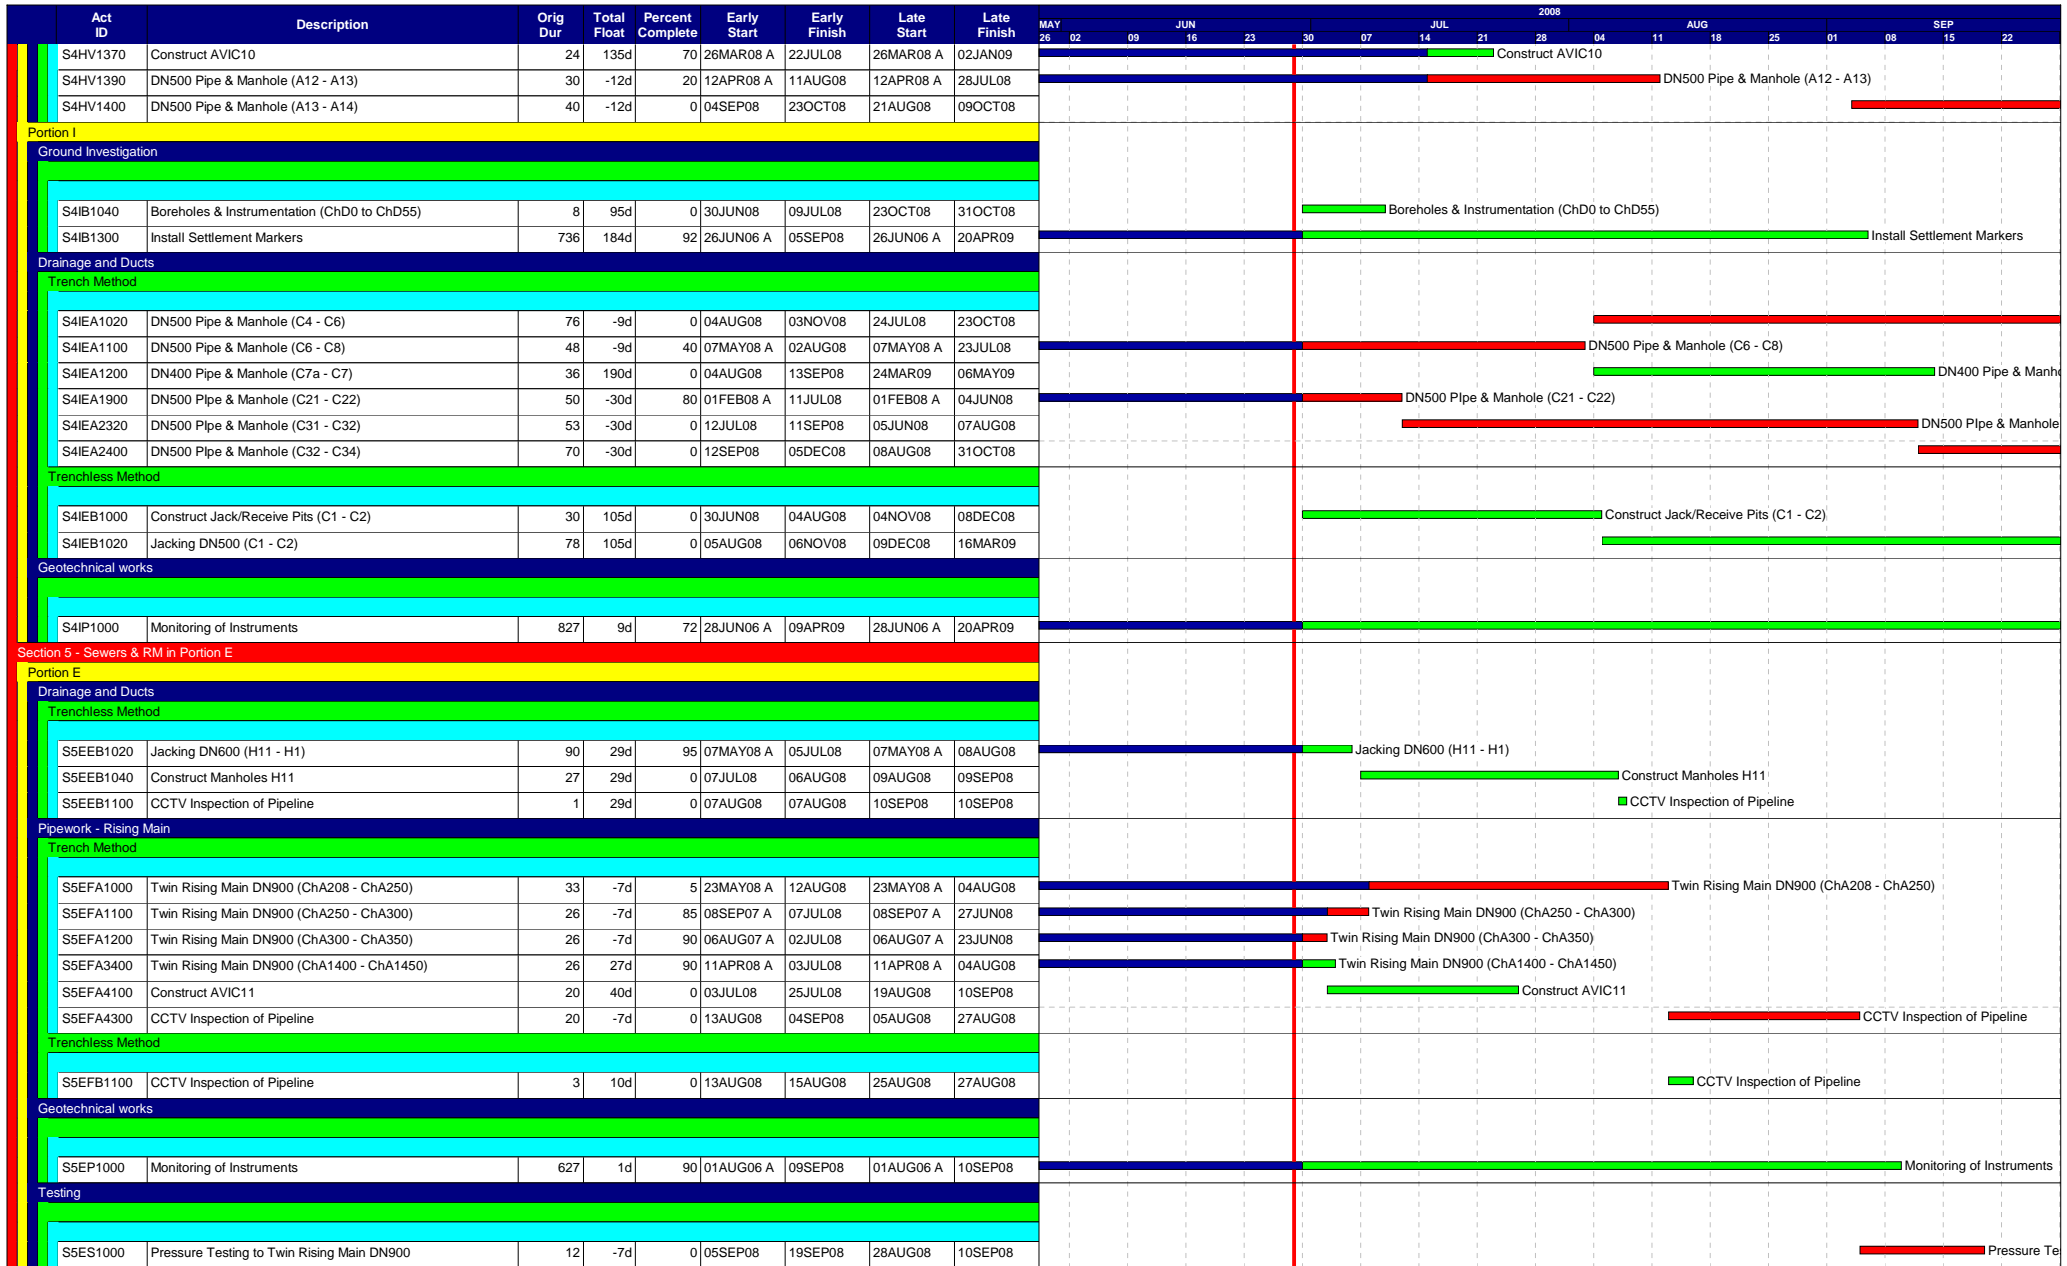 Act ID Description Orig Dur Total Float Percent Complete Early Start Early Finish Late Start Late Finish
2008
MAY JUN JUL AUG SEP
26 02 09 16 23 30 07 14 21 28 04 11 18 25 01 08 15 22
S4HV1370 Construct AVIC10 24 135d 70 26MAR08 A 22JUL08 26MAR08 A 02JAN09 Construct AVIC10
S4HV1390 DN500 Pipe & Manhole (A12 - A13) 30 -12d 20 12APR08 A 11AUG08 12APR08 A 28JUL08 DN500 Pipe & Manhole (A12 - A13)
S4HV1400 DN500 Pipe & Manhole (A13 - A14) 40 -12d 0 04SEP08 23OCT08 21AUG08 09OCT08
Portion I
Ground Investigation
S4IB1040 Boreholes & Instrumentation (ChD0 to ChD55) 8 95d 0 30JUN08 09JUL08 23OCT08 31OCT08 Boreholes & Instrumentation (ChD0 to ChD55)
S4IB1300 Install Settlement Markers 736 184d 92 26JUN06 A 05SEP08 26JUN06 A 20APR09 Install Settlement Markers
Drainage and Ducts
Trench Method
S4IEA1020 DN500 Pipe & Manhole (C4 - C6) 76 -9d 0 04AUG08 03NOV08 24JUL08 23OCT08
S4IEA1100 DN500 Pipe & Manhole (C6 - C8) 48 -9d 40 07MAY08 A 02AUG08 07MAY08 A 23JUL08 DN500 Pipe & Manhole (C6 - C8)
S4IEA1200 DN400 Pipe & Manhole (C7a - C7) 36 190d 0 04AUG08 13SEP08 24MAR09 06MAY09 DN400 Pipe & Manho
S4IEA1900 DN500 PIpe & Manhole (C21 - C22) 50 -30d 80 01FEB08 A 11JUL08 01FEB08 A 04JUN08 DN500 PIpe & Manhole (C21 - C22)
S4IEA2320 DN500 PIpe & Manhole (C31 - C32) 53 -30d 0 12JUL08 11SEP08 05JUN08 07AUG08 DN500 PIpe & Manhole
S4IEA2400 DN500 PIpe & Manhole (C32 - C34) 70 -30d 0 12SEP08 05DEC08 08AUG08 31OCT08
Trenchless Method
S4IEB1000 Construct Jack/Receive Pits (C1 - C2) 30 105d 0 30JUN08 04AUG08 04NOV08 08DEC08 Construct Jack/Receive Pits (C1 - C2)
S4IEB1020 Jacking DN500 (C1 - C2) 78 105d 0 05AUG08 06NOV08 09DEC08 16MAR09
Geotechnical works
S4IP1000 Monitoring of Instruments 827 9d 72 28JUN06 A 09APR09 28JUN06 A 20APR09
Section 5 - Sewers & RM in Portion E
Portion E
Drainage and Ducts
Trenchless Method
S5EEB1020 Jacking DN600 (H11 - H1) 90 29d 95 07MAY08 A 05JUL08 07MAY08 A 08AUG08 Jacking DN600 (H11 - H1)
S5EEB1040 Construct Manholes H11 27 29d 0 07JUL08 06AUG08 09AUG08 09SEP08 Construct Manholes H11
S5EEB1100 CCTV Inspection of Pipeline 1 29d 0 07AUG08 07AUG08 10SEP08 10SEP08 CCTV Inspection of Pipeline
Pipework - Rising Main
Trench Method
S5EFA1000 Twin Rising Main DN900 (ChA208 - ChA250) 33 -7d 5 23MAY08 A 12AUG08 23MAY08 A 04AUG08 Twin Rising Main DN900 (ChA208 - ChA250)
S5EFA1100 Twin Rising Main DN900 (ChA250 - ChA300) 26 -7d 85 08SEP07 A 07JUL08 08SEP07 A 27JUN08 Twin Rising Main DN900 (ChA250 - ChA300)
S5EFA1200 Twin Rising Main DN900 (ChA300 - ChA350) 26 -7d 90 06AUG07 A 02JUL08 06AUG07 A 23JUN08 Twin Rising Main DN900 (ChA300 - ChA350)
S5EFA3400 Twin Rising Main DN900 (ChA1400 - ChA1450) 26 27d 90 11APR08 A 03JUL08 11APR08 A 04AUG08 Twin Rising Main DN900 (ChA1400 - ChA1450)
S5EFA4100 Construct AVIC11 20 40d 0 03JUL08 25JUL08 19AUG08 10SEP08 Construct AVIC11
S5EFA4300 CCTV Inspection of Pipeline 20 -7d 0 13AUG08 04SEP08 05AUG08 27AUG08 CCTV Inspection of Pipeline
Trenchless Method
S5EFB1100 CCTV Inspection of Pipeline 3 10d 0 13AUG08 15AUG08 25AUG08 27AUG08 CCTV Inspection of Pipeline
Geotechnical works
S5EP1000 Monitoring of Instruments 627 1d 90 01AUG06 A 09SEP08 01AUG06 A 10SEP08 Monitoring of Instruments
Testing
S5ES1000 Pressure Testing to Twin Rising Main DN900 12 -7d 0 05SEP08 19SEP08 28AUG08 10SEP08 Pressure Te